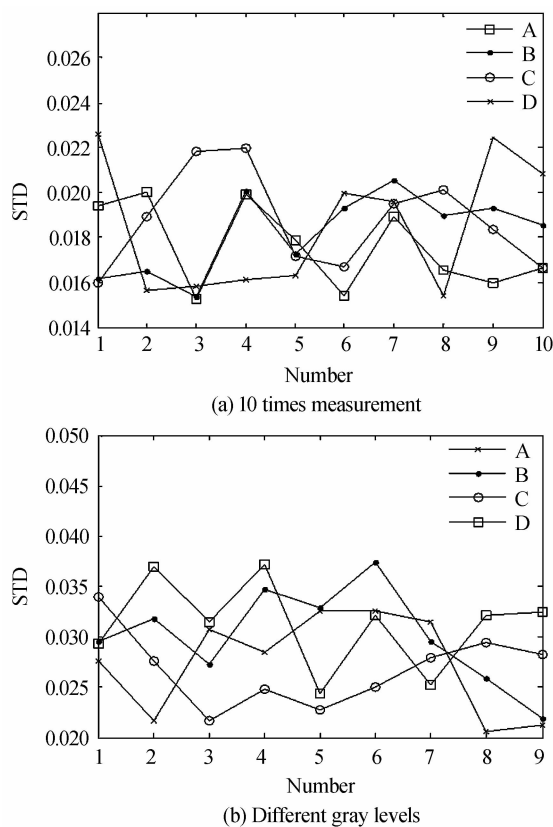 0.028
0.026
0.024
0.022
0.020
0.018
0.016
0.014
STD
A
B
C
D
1 2 3 4 5 6 7 8 9 10
Number
(a) 10 times measurement
0.050
0.045
0.040
0.035
0.030
0.025
0.020
STD
A
B
C
D
1 2 3 4 5 6 7 8 9
Number
(b) Different gray levels